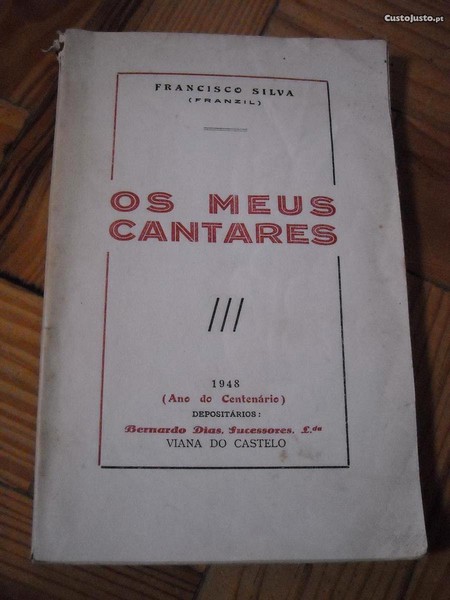 CustoJusto.pt
FRANCISCO SILVA
(FRANZIL)
OS MEUS
CANTARES
///
1948
(Ano do Centenário)
DEPOSITÁRIOS:
Bernardo Dias, Sucessores, L.da
VIANA DO CASTELO